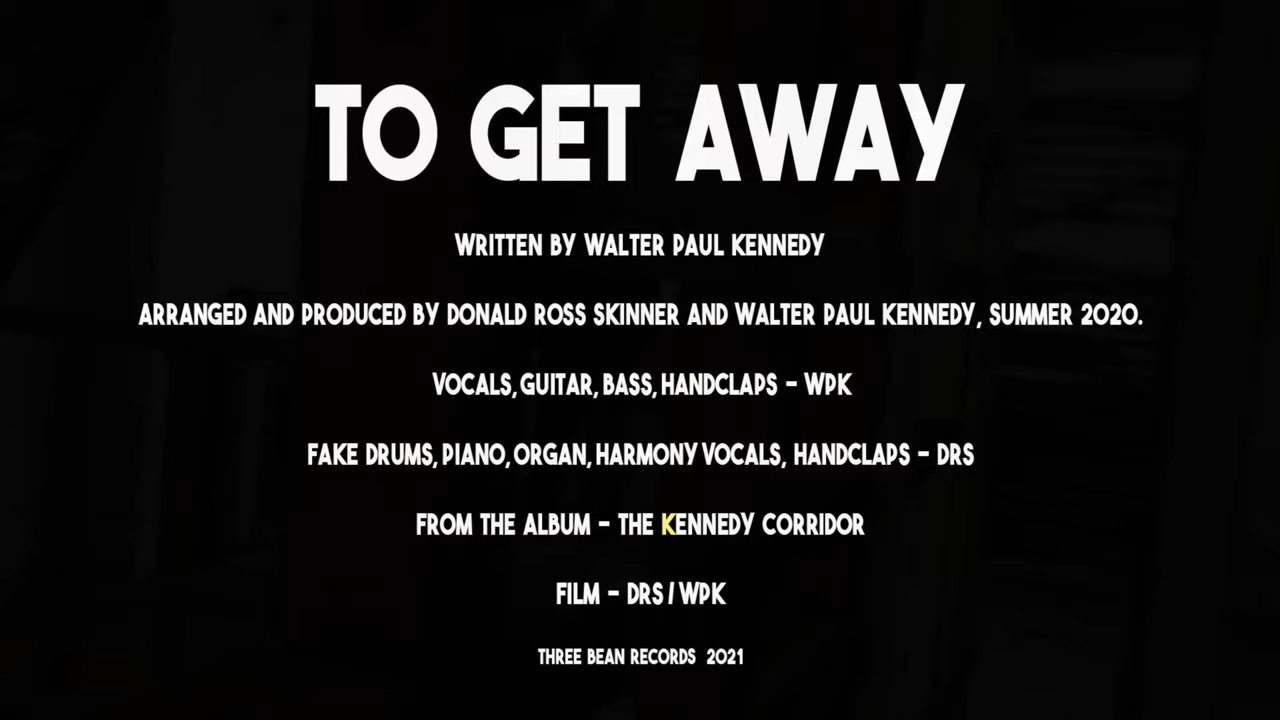 TO GET AWAY
WRITTEN BY WALTER PAUL KENNEDY
ARRANGED AND PRODUCED BY DONALD ROSS SKINNER AND WALTER PAUL KENNEDY, SUMMER 2020.
VOCALS, GUITAR, BASS, HANDCLAPS - WPK
FAKE DRUMS, PIANO, ORGAN, HARMONY VOCALS, HANDCLAPS - DRS
FROM THE ALBUM - THE KENNEDY CORRIDOR
FILM - DRS / WPK
THREE BEAN RECORDS 2021